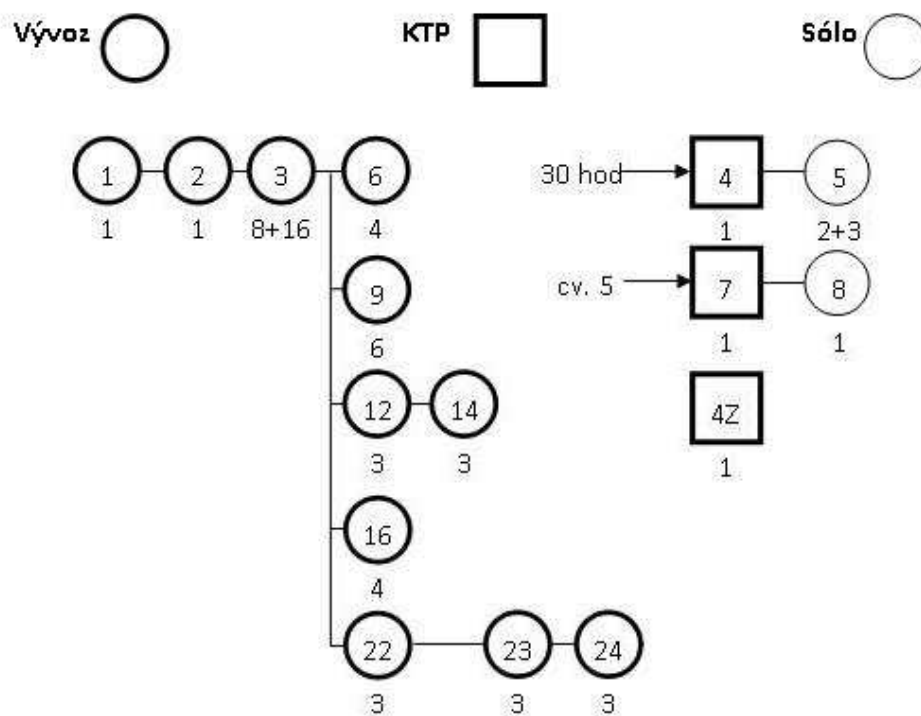 Vývoz KTP Sólo
1 2 3 6 30 hod 4 5
1 1 8+16 4 1 2+3
9 cv. 5 7 8
6 1 1
12 14 4Z
3 3 1
16
4
22 23 24
3 3 3